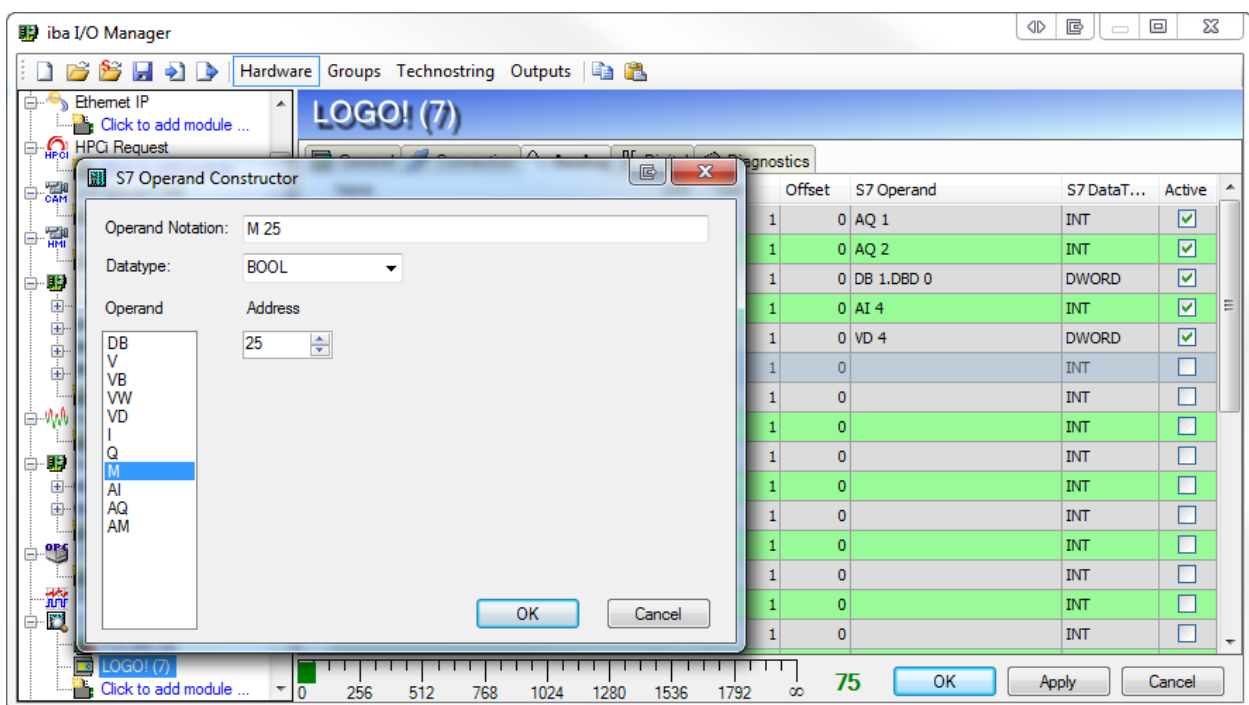 iba I/O Manager
Hardware Groups Technostring Outputs
Ethernet IP
Click to add module ...
HPCi Request
HPCi
CAM
HMI
OPC
LOGO! (7)
Click to add module ...
LOGO! (7)
Diagnostics
Offset S7 Operand S7 DataT... Active
1 0 AQ 1 INT
1 0 AQ 2 INT
1 0 DB 1.DBD 0 DWORD
1 0 AI 4 INT
1 0 VD 4 DWORD
1 0 INT
1 0 INT
1 0 INT
1 0 INT
1 0 INT
1 0 INT
1 0 INT
1 0 INT
1 0 INT
1 0 INT
S7 Operand Constructor
Operand Notation: M 25
Datatype: BOOL
Operand Address
25
DB
V
VB
VW
VD
I
Q
M
AI
AQ
AM
OK Cancel
0 256 512 768 1024 1280 1536 1792 ∞ 75
OK Apply Cancel